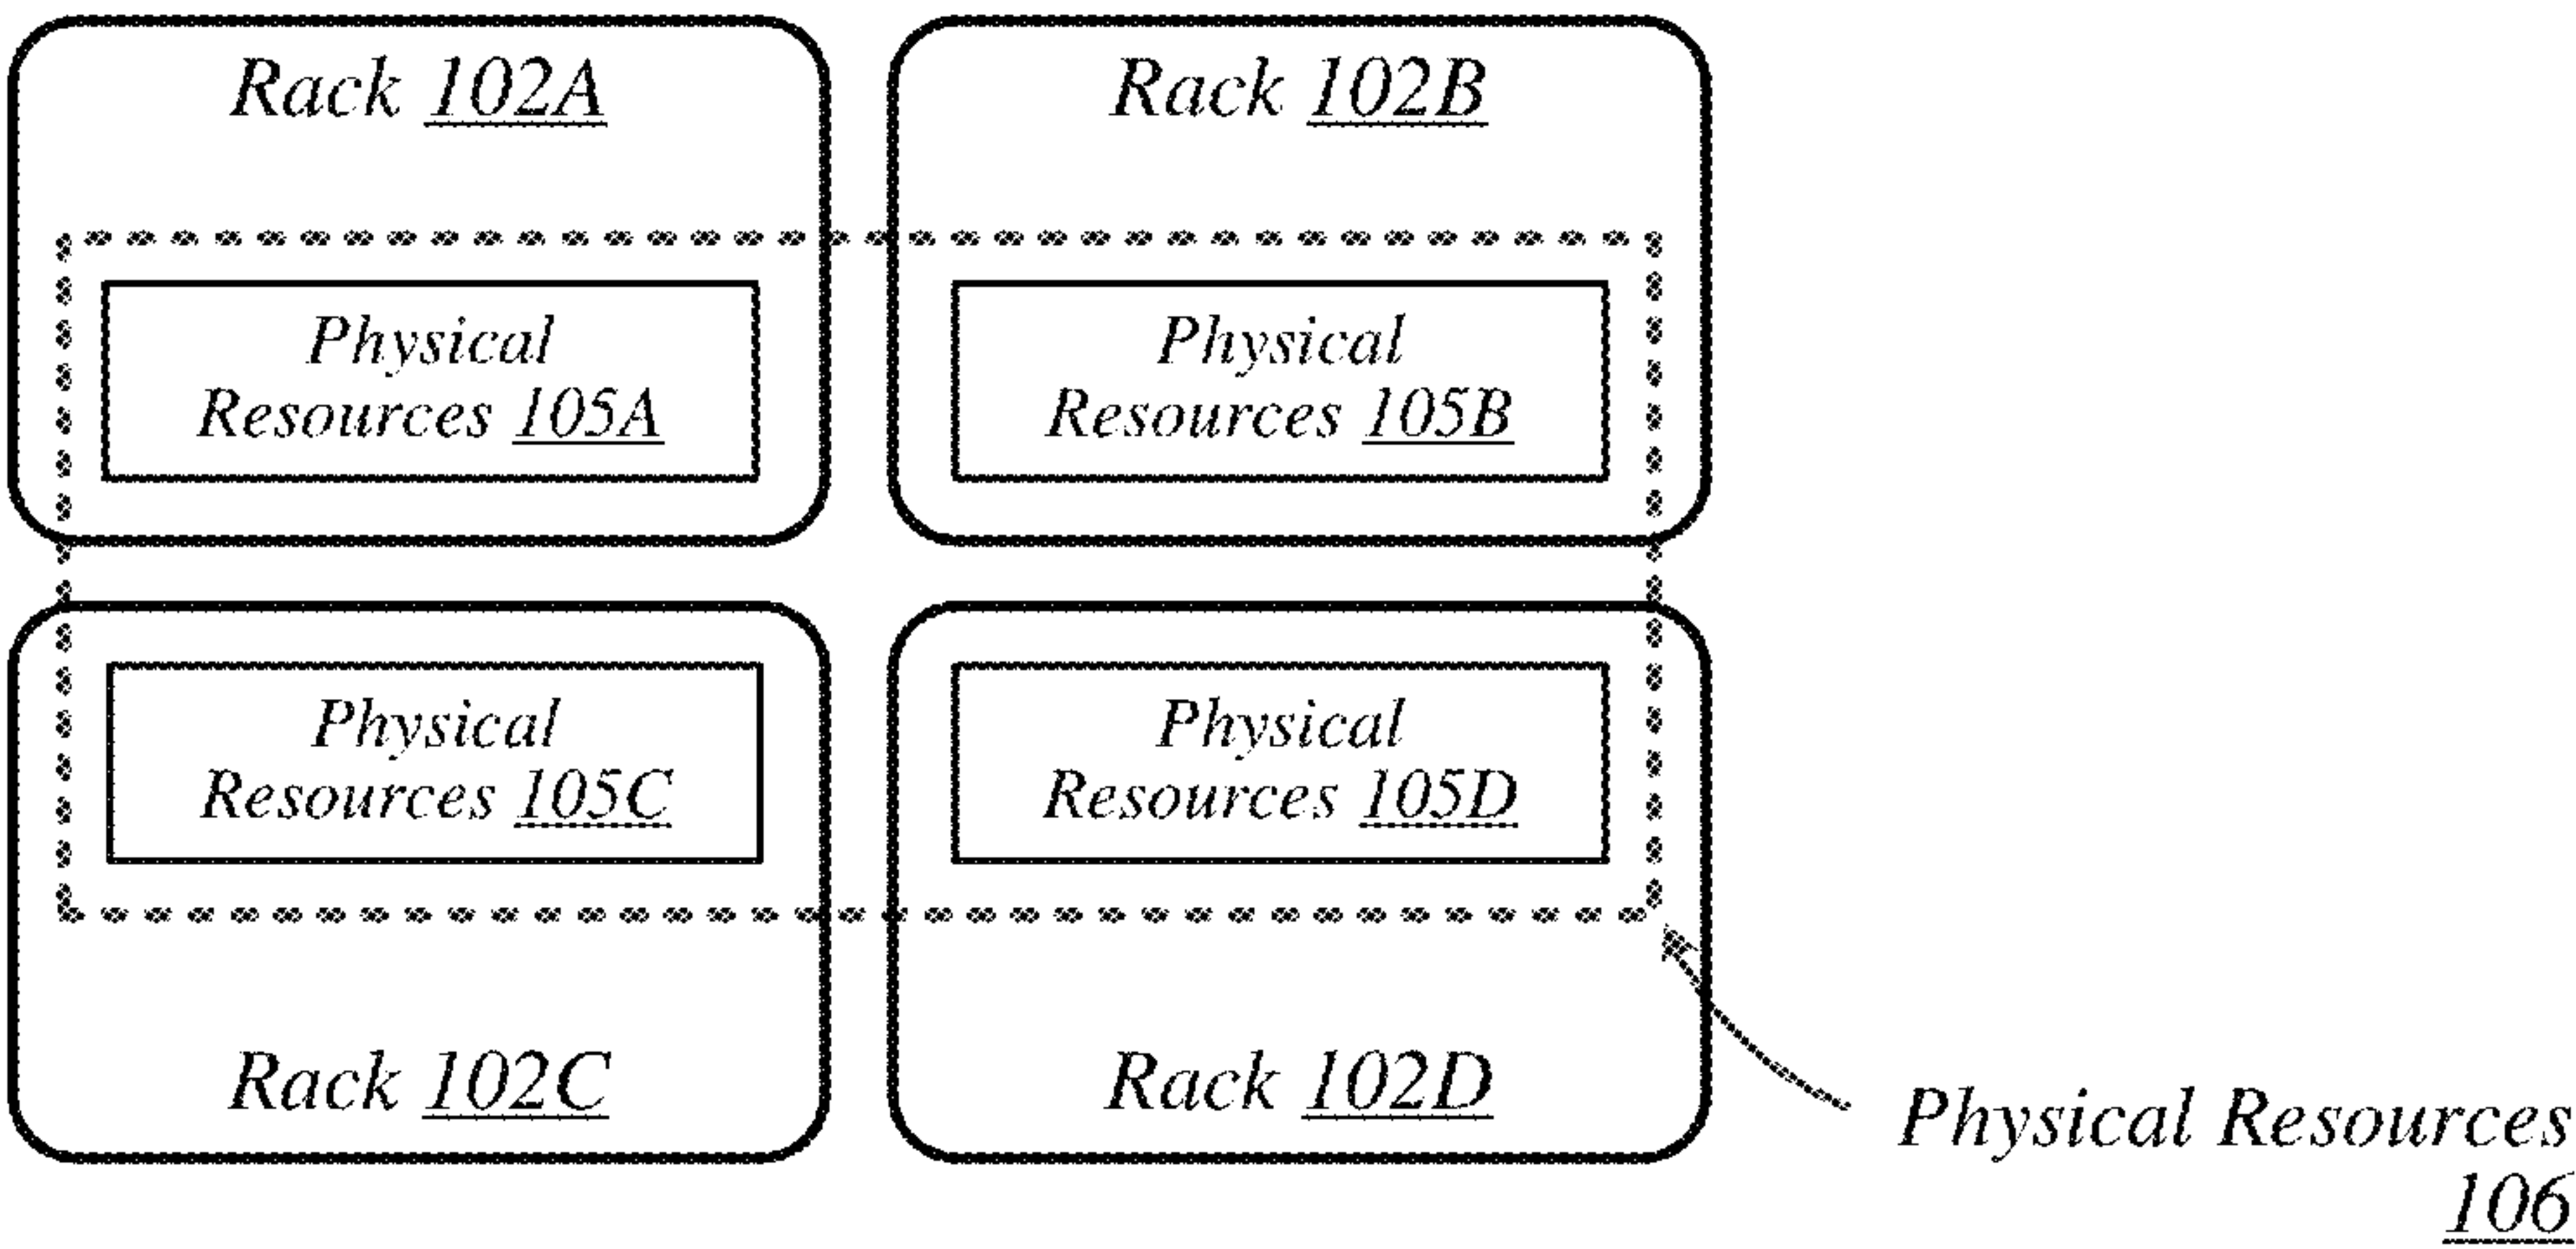 Rack 102A
Rack 102B
Physical
Resources 105A
Physical
Resources 105B
Physical
Resources 105C
Physical
Resources 105D
Rack 102C
Rack 102D
Physical Resources
106